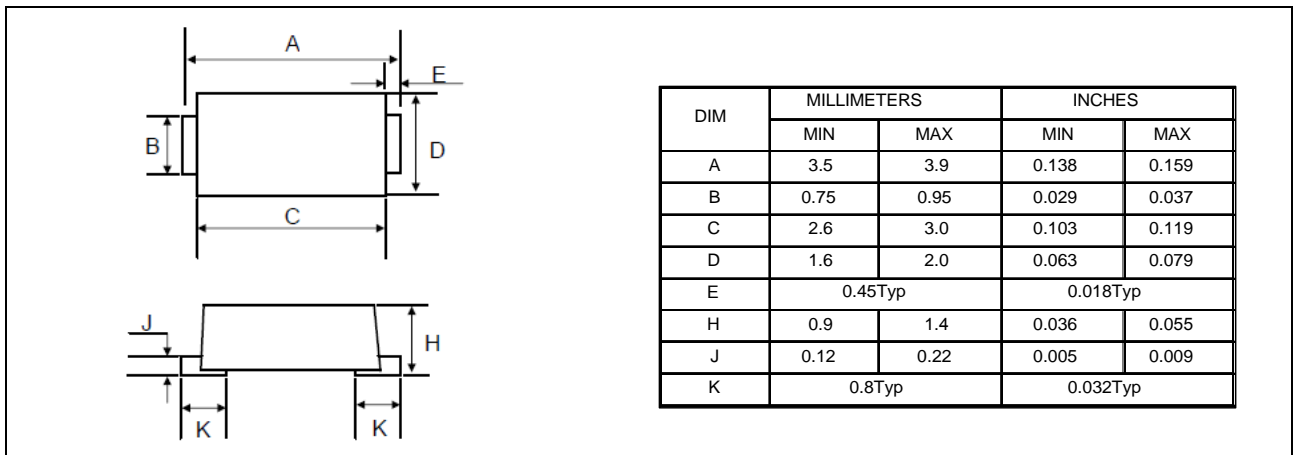 A
E
B
D
C
J
H
K
K
DIM
MILLIMETERS
INCHES
MIN
MAX
MIN
MAX
A
3.5
3.9
0.138
0.159
B
0.75
0.95
0.029
0.037
C
2.6
3.0
0.103
0.119
D
1.6
2.0
0.063
0.079
E
0.45Typ
0.018Typ
H
0.9
1.4
0.036
0.055
J
0.12
0.22
0.005
0.009
K
0.8Typ
0.032Typ